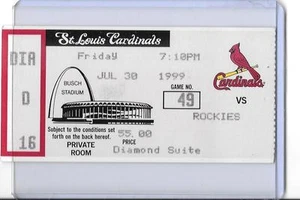 DIA
D
16
St. Louis Cardinals
Friday 7:10PM
JUL 30 1999
BUSCH
STADIUM
GAME NO.
49 VS
ROCKIES
Subject to the conditions set
forth on the back hereof.
55.00
PRIVATE PRICE
ROOM Diamond Suite